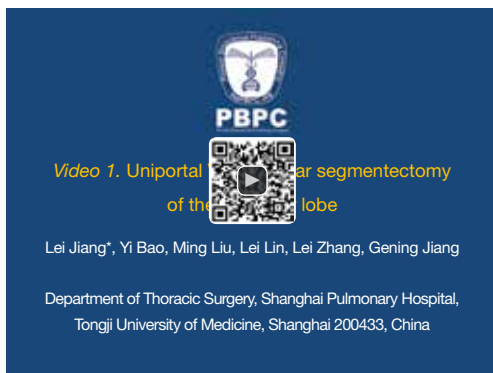 PBPC
Video 1. Uniportal ar segmentectomy
of the lobe
Lei Jiang*, Yi Bao, Ming Liu, Lei Lin, Lei Zhang, Gening Jiang
Department of Thoracic Surgery, Shanghai Pulmonary Hospital,
Tongji University of Medicine, Shanghai 200433, China